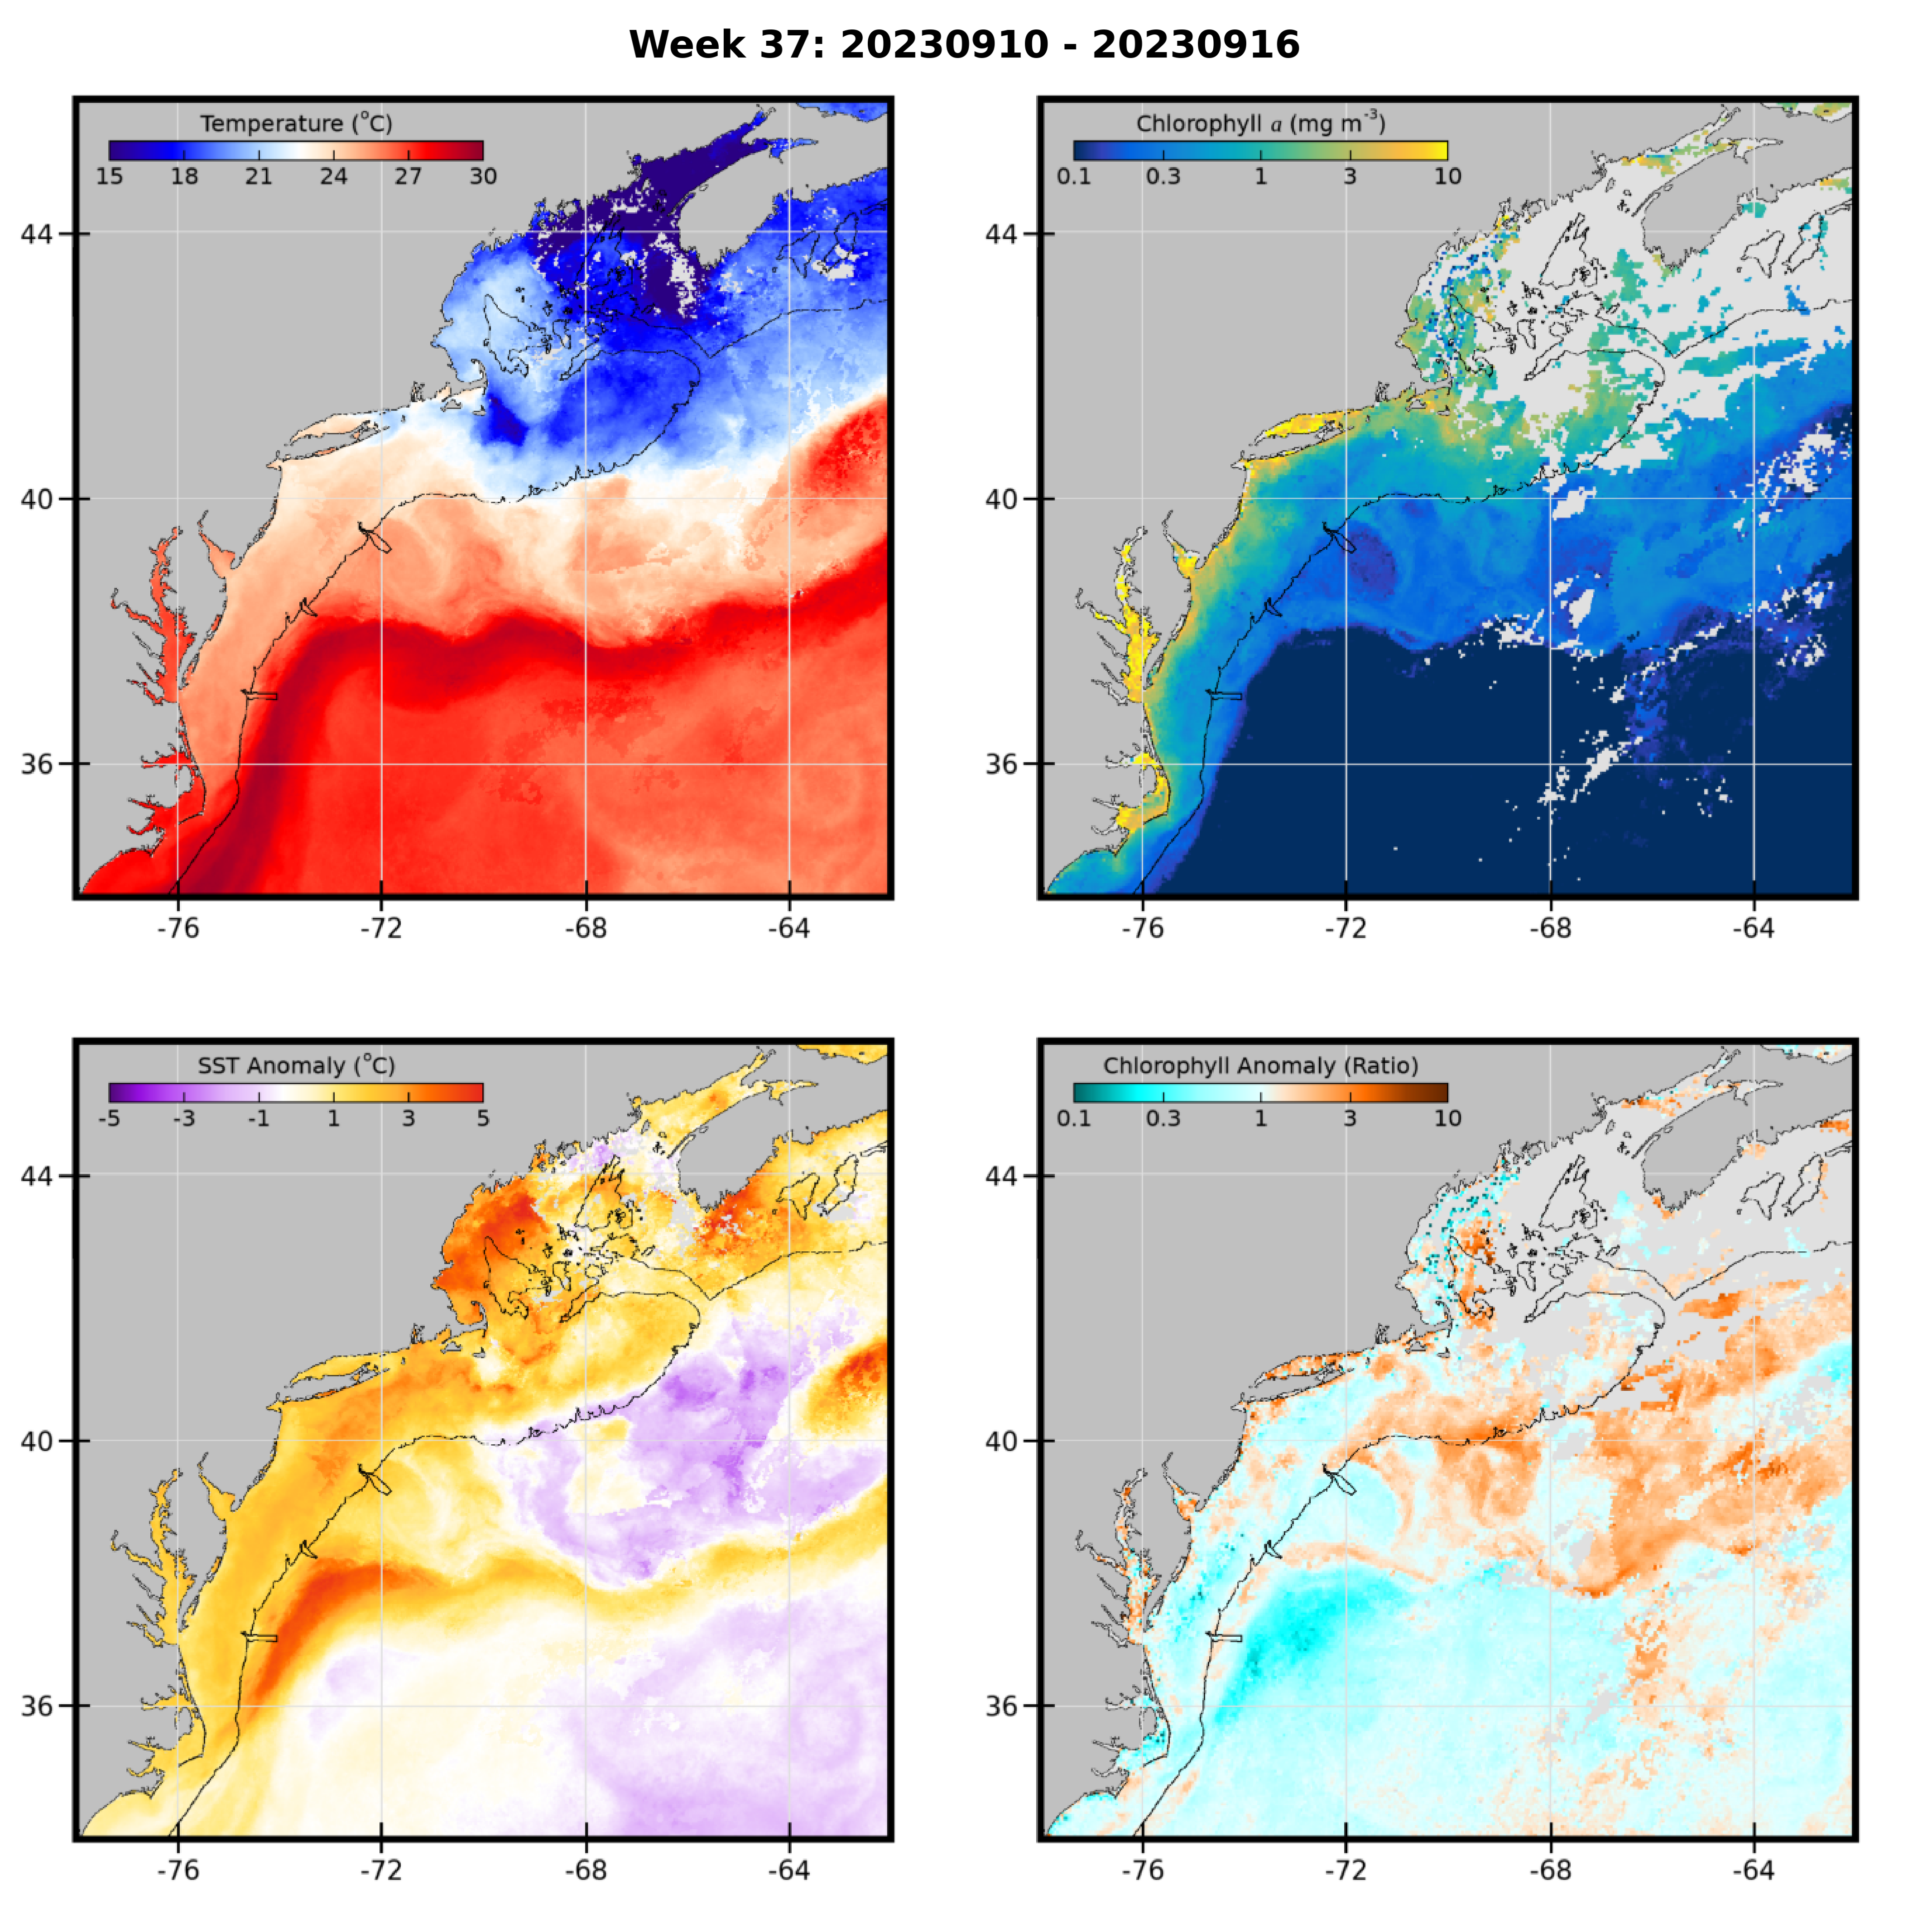 Week 37: 20230910 - 20230916
Temperature (°C)
15 18 21 24 27 30
44
40
36
-76 -72 -68 -64
Chlorophyll a (mg m⁻³)
0.1 0.3 1 3 10
44
40
36
-76 -72 -68 -64
SST Anomaly (°C)
-5 -3 -1 1 3 5
44
40
36
-76 -72 -68 -64
Chlorophyll Anomaly (Ratio)
0.1 0.3 1 3 10
44
40
36
-76 -72 -68 -64